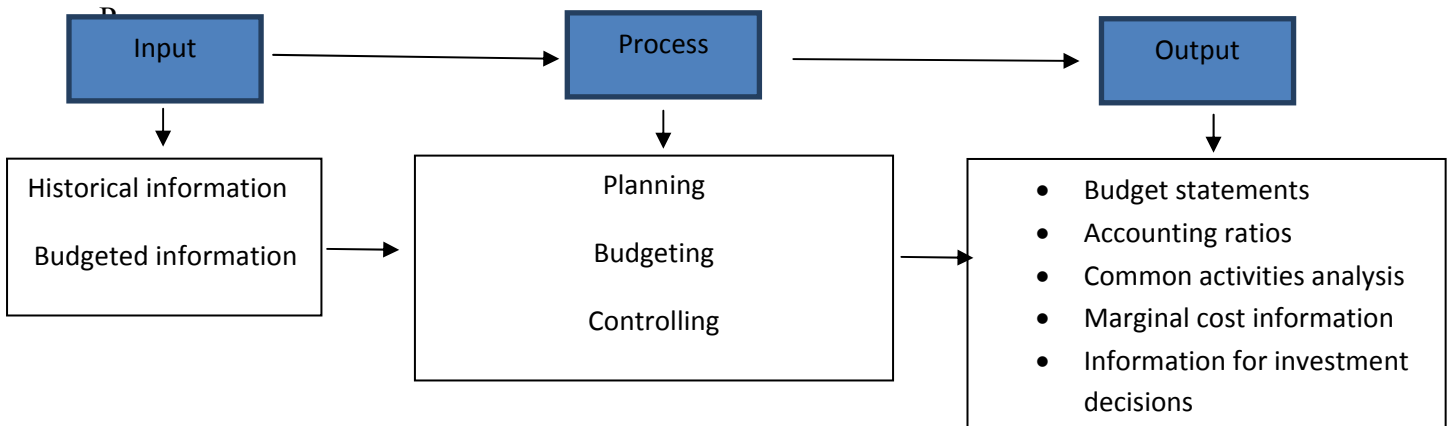 Input
Process
Output
Historical information
Budgeted information
Planning
Budgeting
Controlling
• Budget statements
• Accounting ratios
• Common activities analysis
• Marginal cost information
• Information for investment
decisions